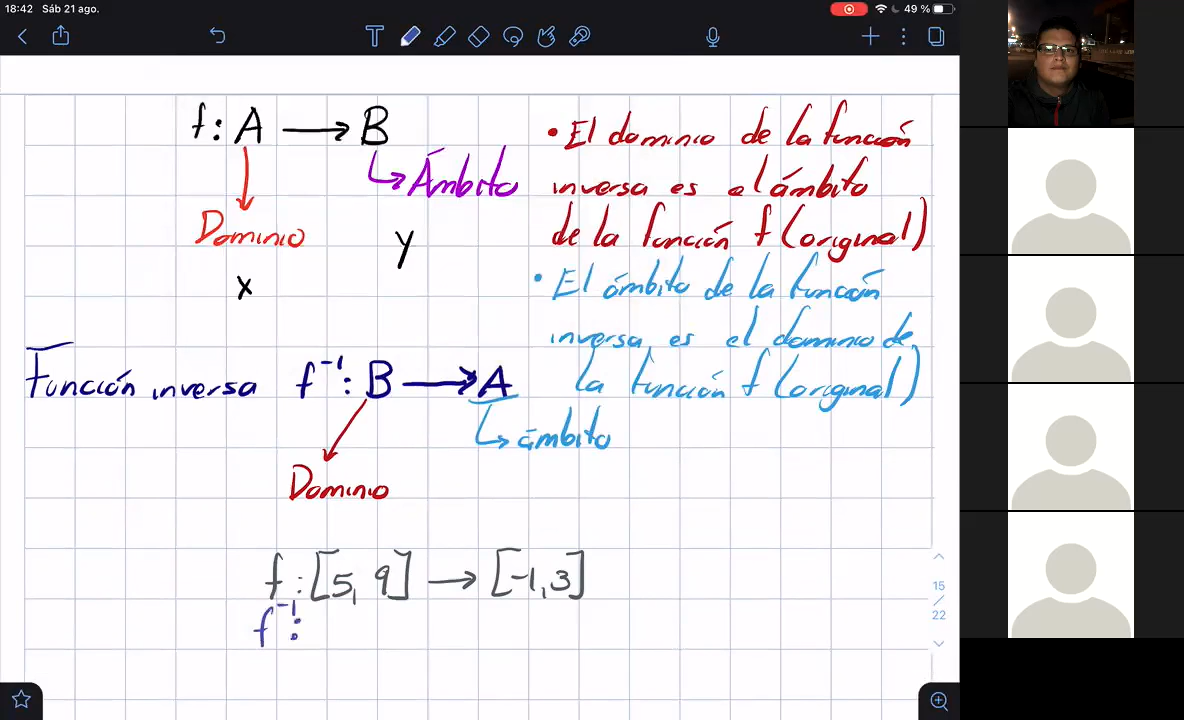 18:42 Sáb 21 ago. 49 %
f: A → B
Ámbito
Dominio
y
x
• El dominio de la función
inversa es el ámbito
de la función f (original)
• El ámbito de la función
inversa es el dominio de
la función f (original)
Función inversa f⁻¹: B → A
ámbito
Dominio
f: [5, 9] → [-1, 3]
f⁻¹:
15
/
22